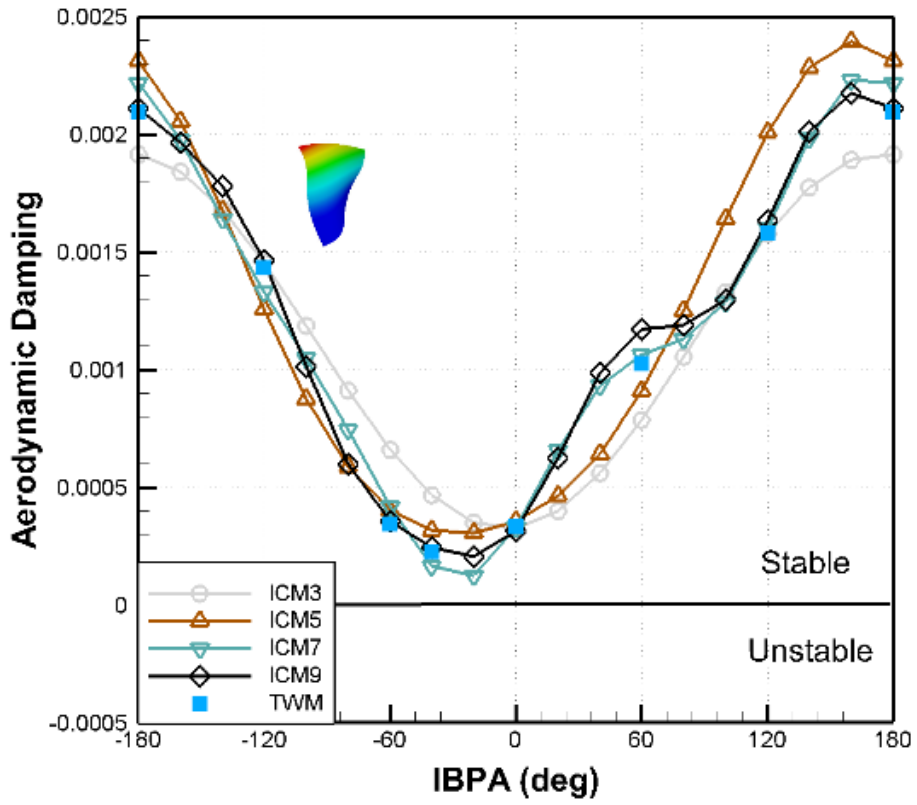 0.0025
0.002
0.0015
0.001
0.0005
0
-0.0005
Aerodynamic Damping
Stable
Unstable
ICM3
ICM5
ICM7
ICM9
TWM
-180 -120 -60 0 60 120 180
IBPA (deg)